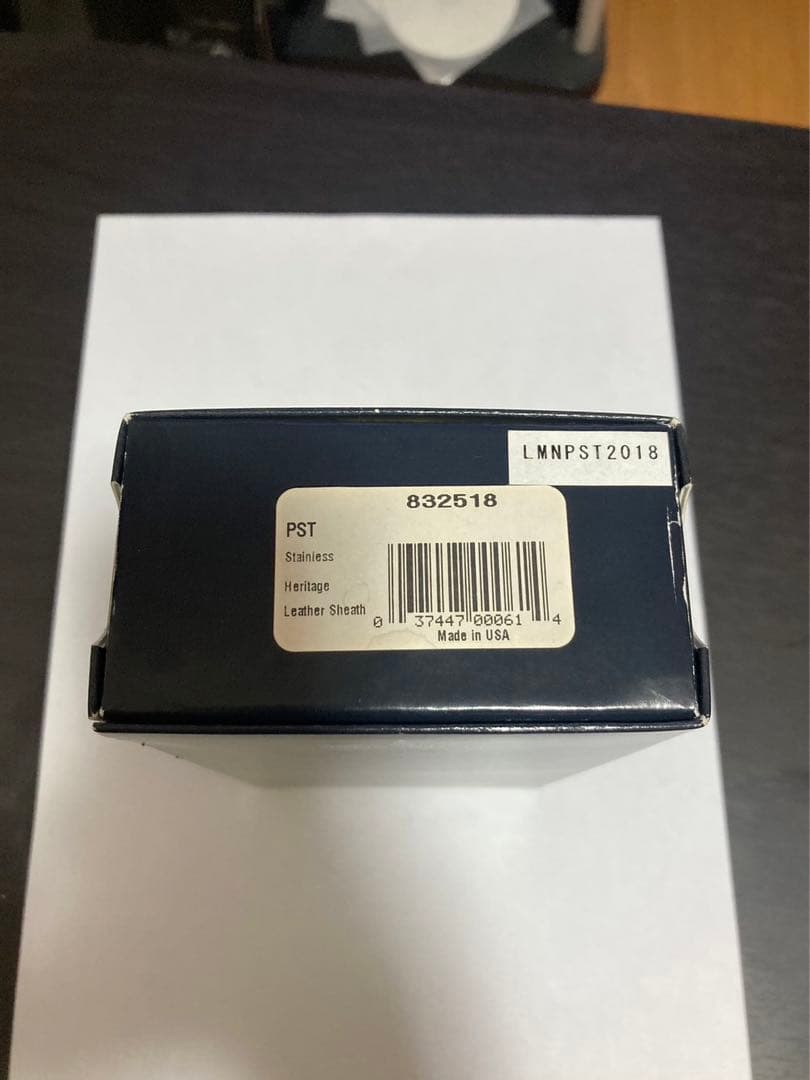 LMNPST2018
832518
PST
Stainless
Heritage
Leather Sheath
0 37447 00061 4
Made in USA